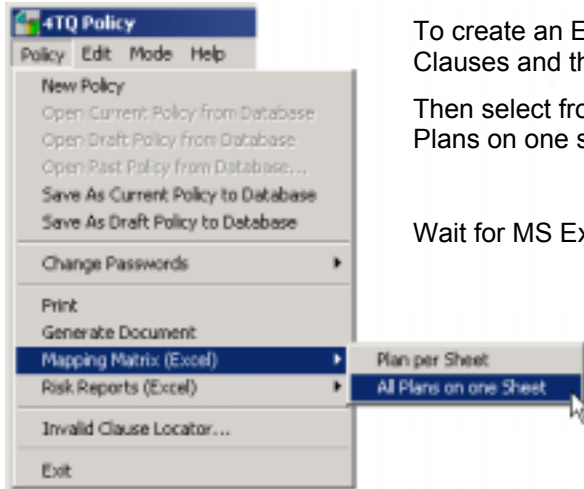 4TQ Policy
Policy Edit Mode Help
New Policy
Open Current Policy from Database
Open Draft Policy from Database
Open Past Policy from Database...
Save As Current Policy to Database
Save As Draft Policy to Database
Change Passwords
Print
Generate Document
Mapping Matrix (Excel)
Risk Reports (Excel)
Invalid Clause Locator...
Exit
Plan per Sheet
All Plans on one Sheet
To create an E
Clauses and th
Then select fro
Plans on one s
Wait for MS Ex